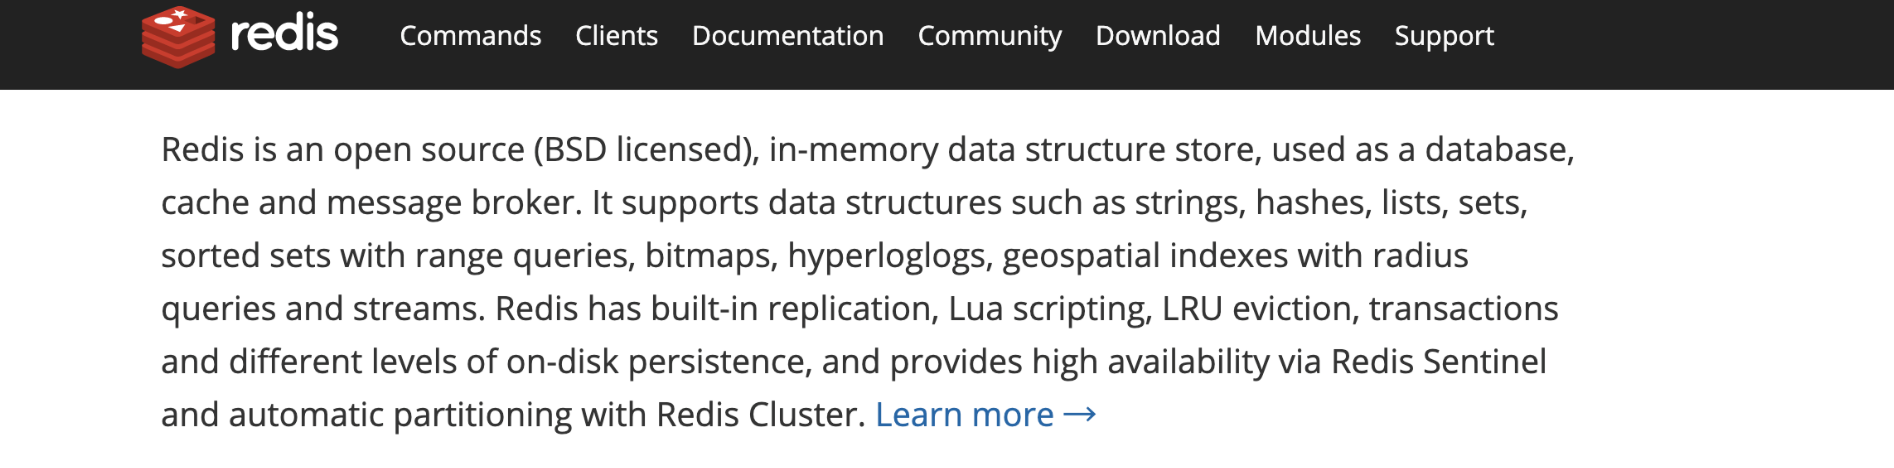 redis Commands Clients Documentation Community Download Modules Support
Redis is an open source (BSD licensed), in-memory data structure store, used as a database,
cache and message broker. It supports data structures such as strings, hashes, lists, sets,
sorted sets with range queries, bitmaps, hyperloglogs, geospatial indexes with radius
queries and streams. Redis has built-in replication, Lua scripting, LRU eviction, transactions
and different levels of on-disk persistence, and provides high availability via Redis Sentinel
and automatic partitioning with Redis Cluster. Learn more →